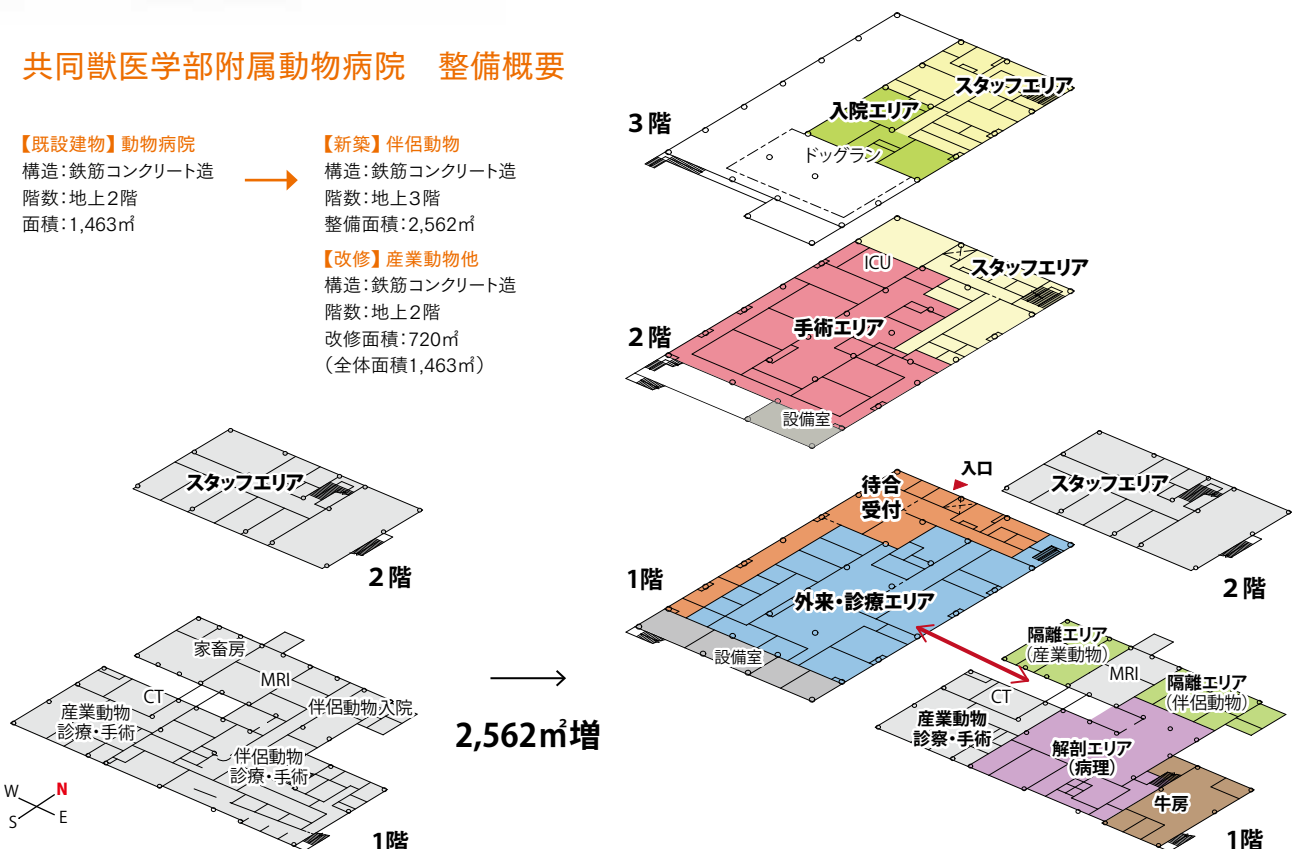 共同獣医学部附属動物病院　整備概要
【既設建物】動物病院
構造：鉄筋コンクリート造
階数：地上2階
面積：1,463㎡
【新築】伴侶動物
構造：鉄筋コンクリート造
階数：地上3階
整備面積：2,562㎡
【改修】産業動物他
構造：鉄筋コンクリート造
階数：地上2階
改修面積：720㎡
（全体面積1,463㎡）
3階
スタッフエリア
入院エリア
ドッグラン
2階
ICU
スタッフエリア
手術エリア
設備室
スタッフエリア
2階
家畜房
MRI
CT
伴侶動物入院
産業動物
診療・手術
伴侶動物
診療・手術
1階
W
N
S
E
2,562㎡増
1階
入口
待合
受付
外来・診療エリア
設備室
スタッフエリア
2階
隔離エリア
（産業動物）
MRI
CT
隔離エリア
（伴侶動物）
産業動物
診察・手術
解剖エリア
（病理）
牛房
1階